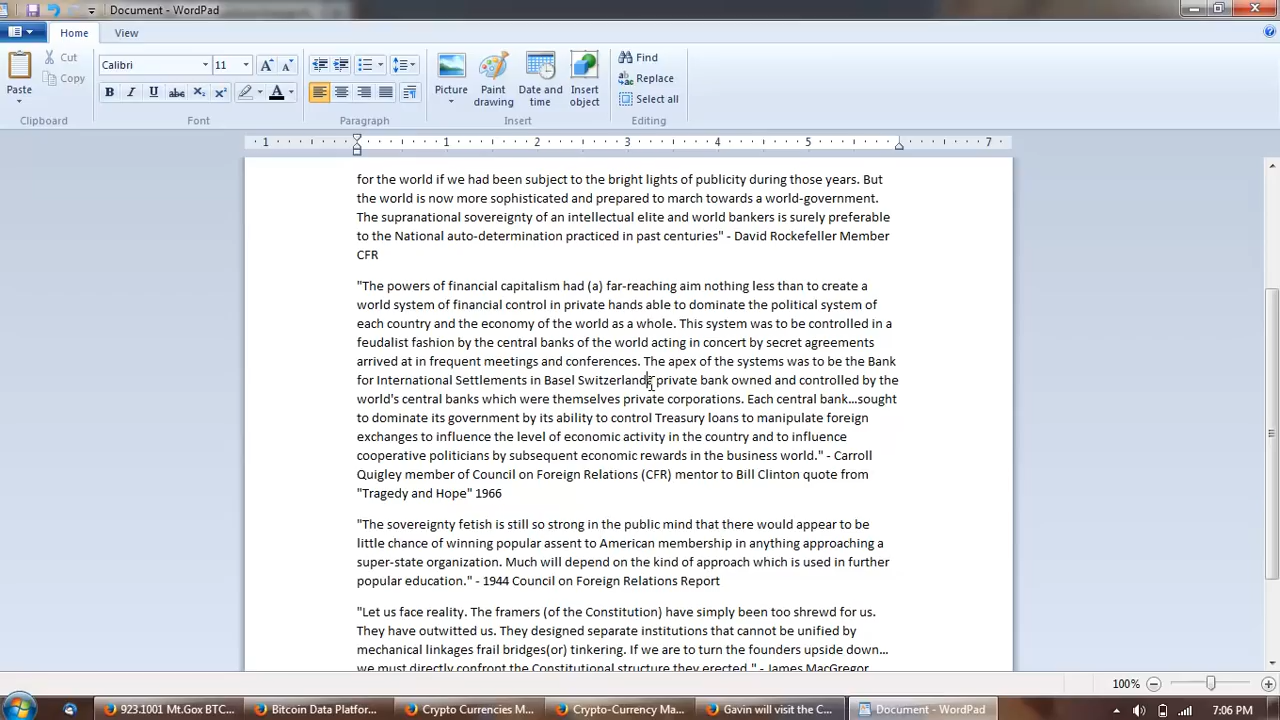 Document - WordPad
Home View
Paste
Cut
Copy
Clipboard
Calibri 11
B I U abc X₂ X²
Font
Paragraph
Picture
Paint drawing
Date and time
Insert object
Insert
Find
Replace
Select all
Editing
1 1 2 3 4 5 7
for the world if we had been subject to the bright lights of publicity during those years. But
the world is now more sophisticated and prepared to march towards a world-government.
The supranational sovereignty of an intellectual elite and world bankers is surely preferable
to the National auto-determination practiced in past centuries" - David Rockefeller Member
CFR
"The powers of financial capitalism had (a) far-reaching aim nothing less than to create a
world system of financial control in private hands able to dominate the political system of
each country and the economy of the world as a whole. This system was to be controlled in a
feudalist fashion by the central banks of the world acting in concert by secret agreements
arrived at in frequent meetings and conferences. The apex of the systems was to be the Bank
for International Settlements in Basel Switzerland private bank owned and controlled by the
world's central banks which were themselves private corporations. Each central bank…sought
to dominate its government by its ability to control Treasury loans to manipulate foreign
exchanges to influence the level of economic activity in the country and to influence
cooperative politicians by subsequent economic rewards in the business world." - Carroll
Quigley member of Council on Foreign Relations (CFR) mentor to Bill Clinton quote from
"Tragedy and Hope" 1966
"The sovereignty fetish is still so strong in the public mind that there would appear to be
little chance of winning popular assent to American membership in anything approaching a
super-state organization. Much will depend on the kind of approach which is used in further
popular education." - 1944 Council on Foreign Relations Report
"Let us face reality. The framers (of the Constitution) have simply been too shrewd for us.
They have outwitted us. They designed separate institutions that cannot be unified by
mechanical linkages frail bridges(or) tinkering. If we are to turn the founders upside down…
we must directly confront the Constitutional structure they erected." - James MacGregor
100%
923.1001 Mt.Gox BTC...
Bitcoin Data Platfor...
Crypto Currencies M...
Crypto-Currency Ma...
Gavin will visit the C...
Document - WordPad
7:06 PM